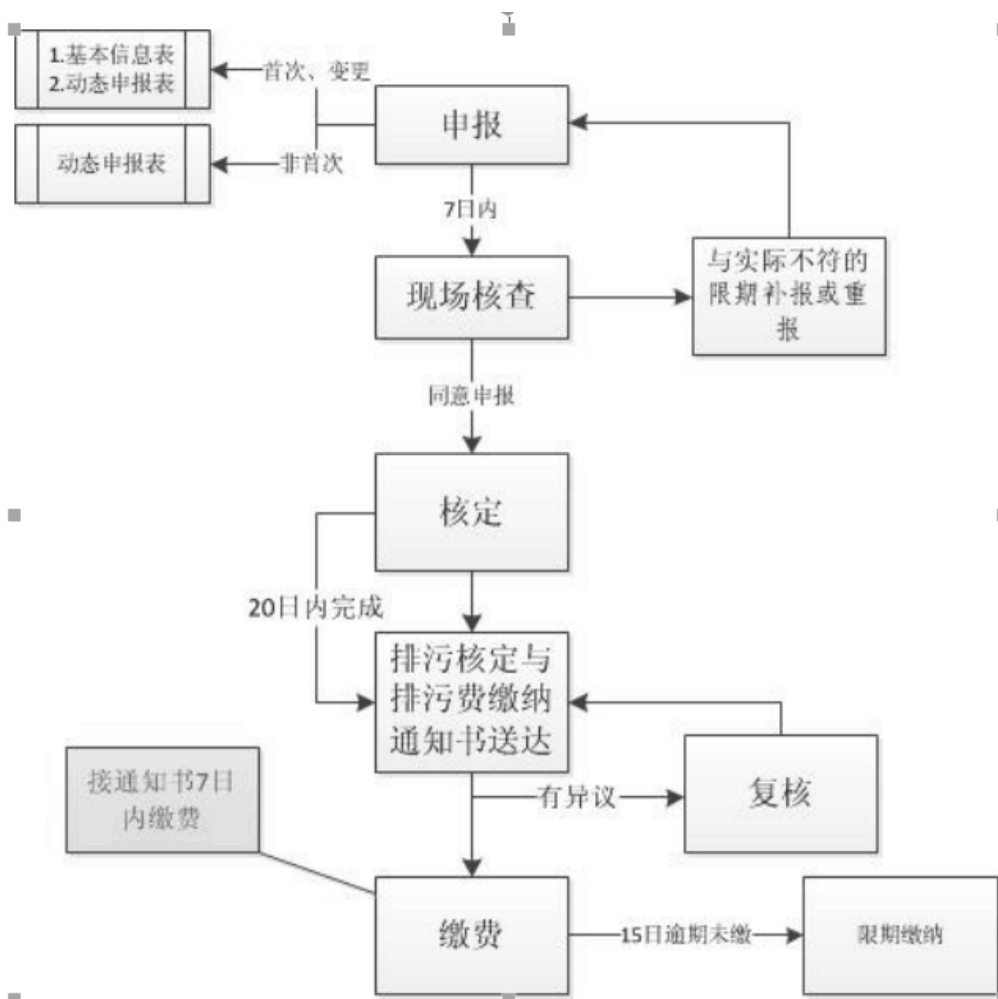 1.基本信息表
2.动态申报表
首次、变更
申报
动态申报表
非首次
7日内
与实际不符的
限期补报或重
报
现场核查
同意申报
核定
20日内完成
排污核定与
排污费缴纳
通知书送达
接通知书7日
内缴费
有异议
复核
缴费
15日逾期未缴
限期缴纳